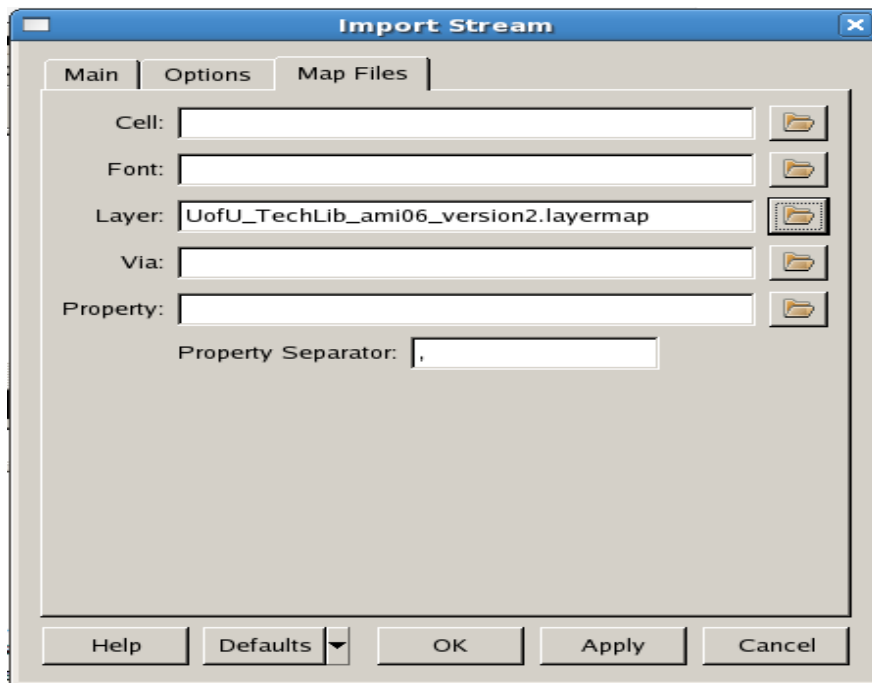 Import Stream
Main Options Map Files
Cell:
Font:
Layer: UofU_TechLib_ami06_version2.layermap
Via:
Property:
Property Separator: ,
Help Defaults OK Apply Cancel